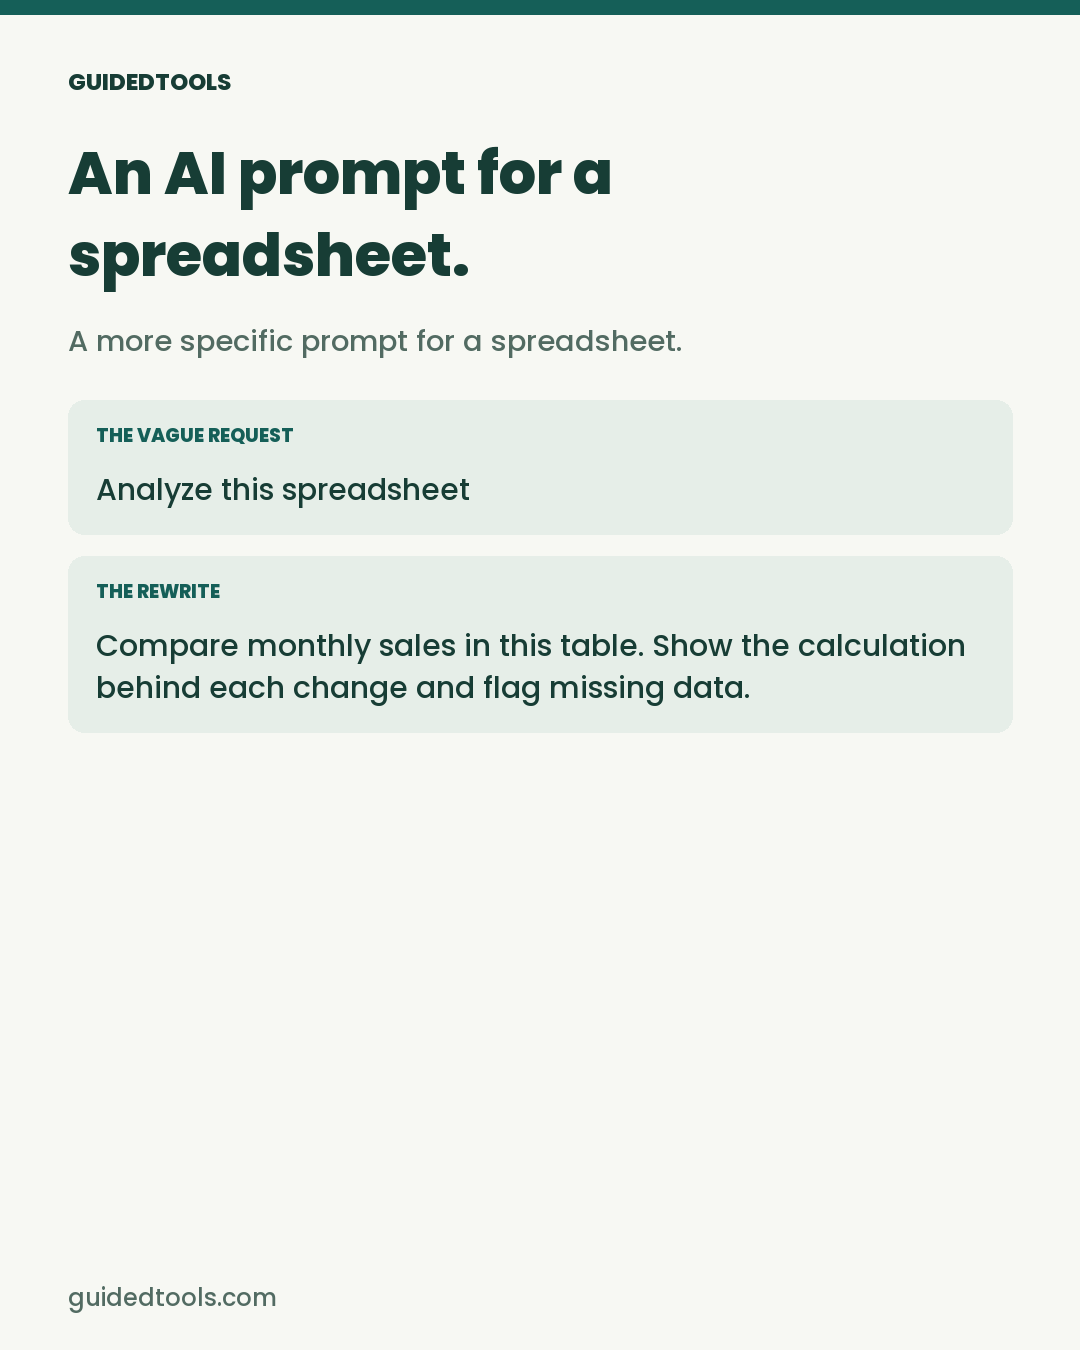 GUIDEDTOOLS
An AI prompt for a
spreadsheet.
A more specific prompt for a spreadsheet.
THE VAGUE REQUEST
Analyze this spreadsheet
THE REWRITE
Compare monthly sales in this table. Show the calculation
behind each change and flag missing data.
guidedtools.com